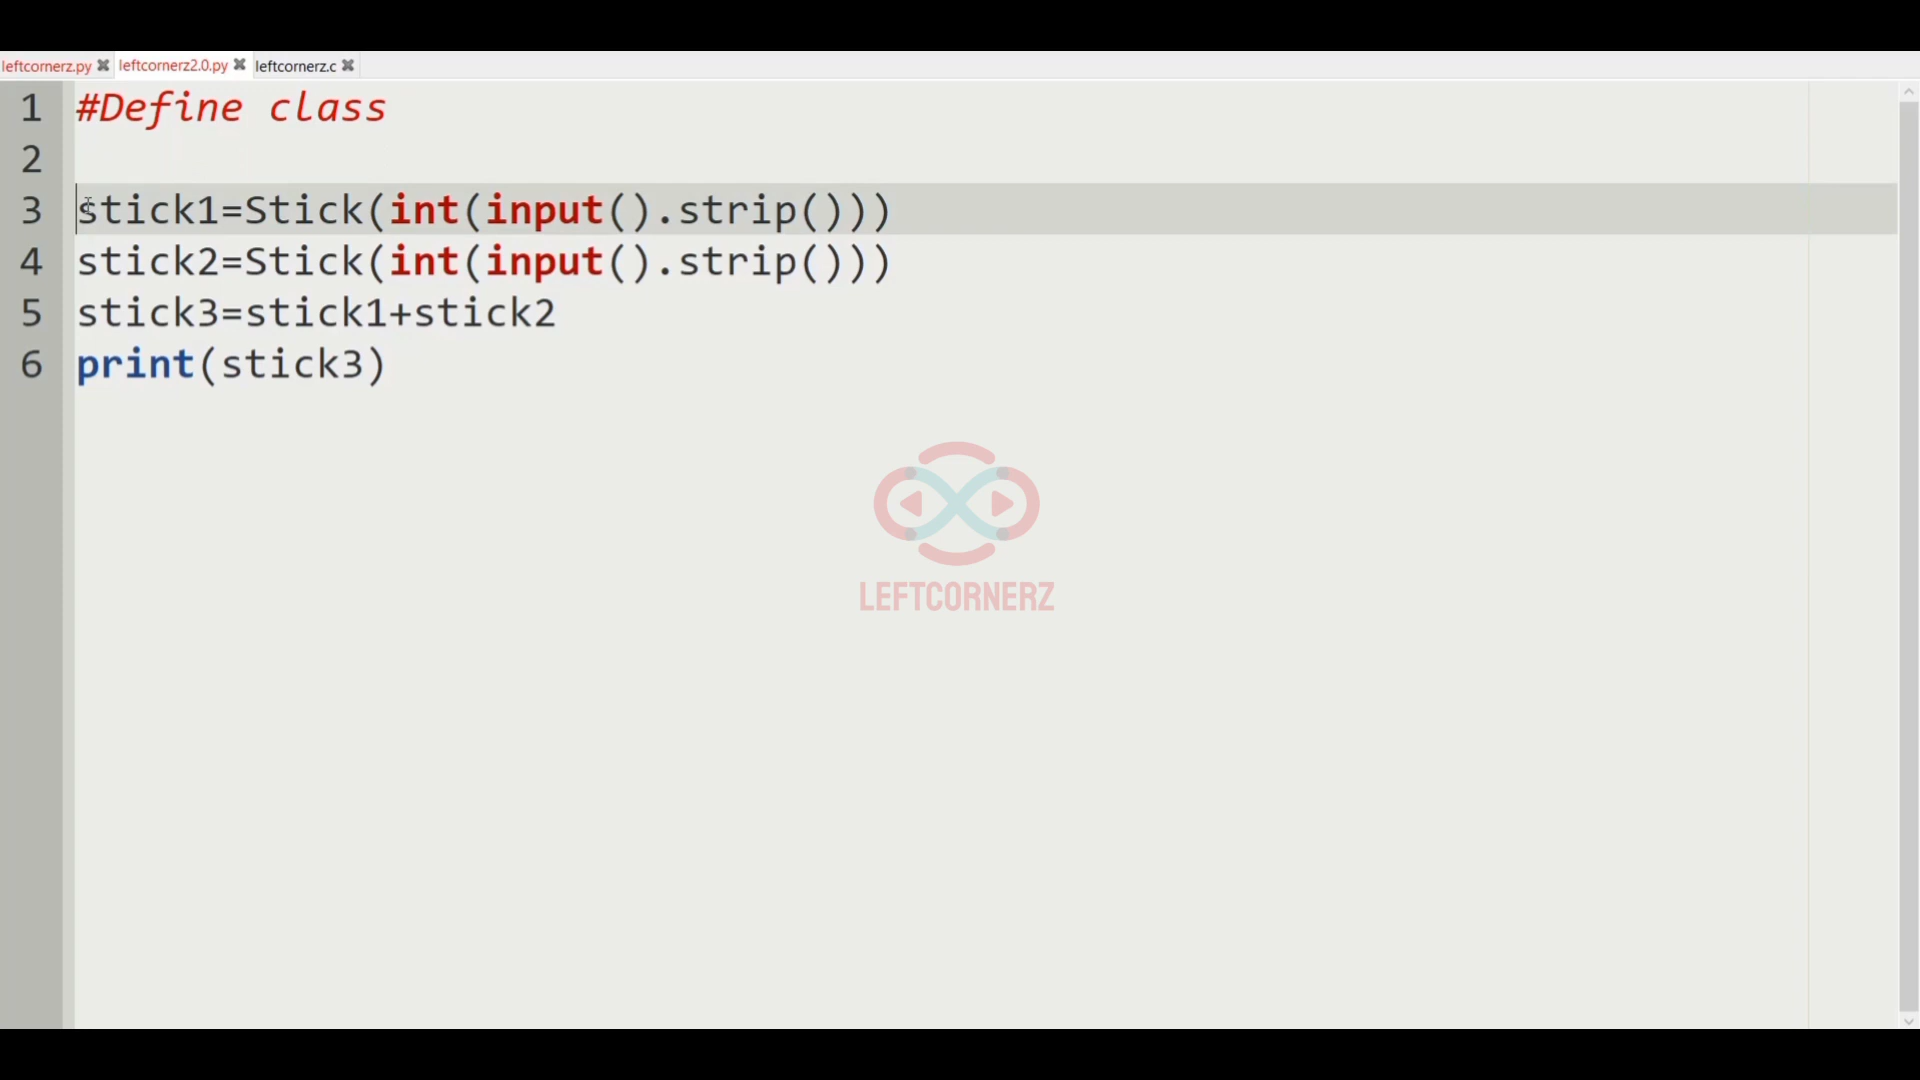 leftcornerz.py leftcornerz2.0.py leftcornerz.c
1 #Define class
2
3 stick1=Stick(int(input().strip()))
4 stick2=Stick(int(input().strip()))
5 stick3=stick1+stick2
6 print(stick3)
LEFTCORNERZ